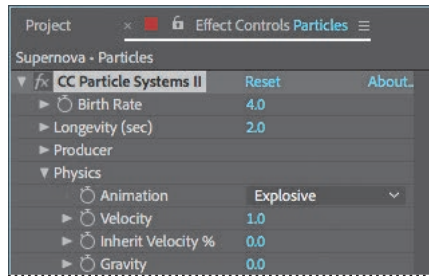 Project × Effect Controls Particles
Supernova • Particles
fx CC Particle Systems II Reset About..
Birth Rate 4.0
Longevity (sec) 2.0
Producer
Physics
Animation Explosive
Velocity 1.0
Inherit Velocity % 0.0
Gravity 0.0